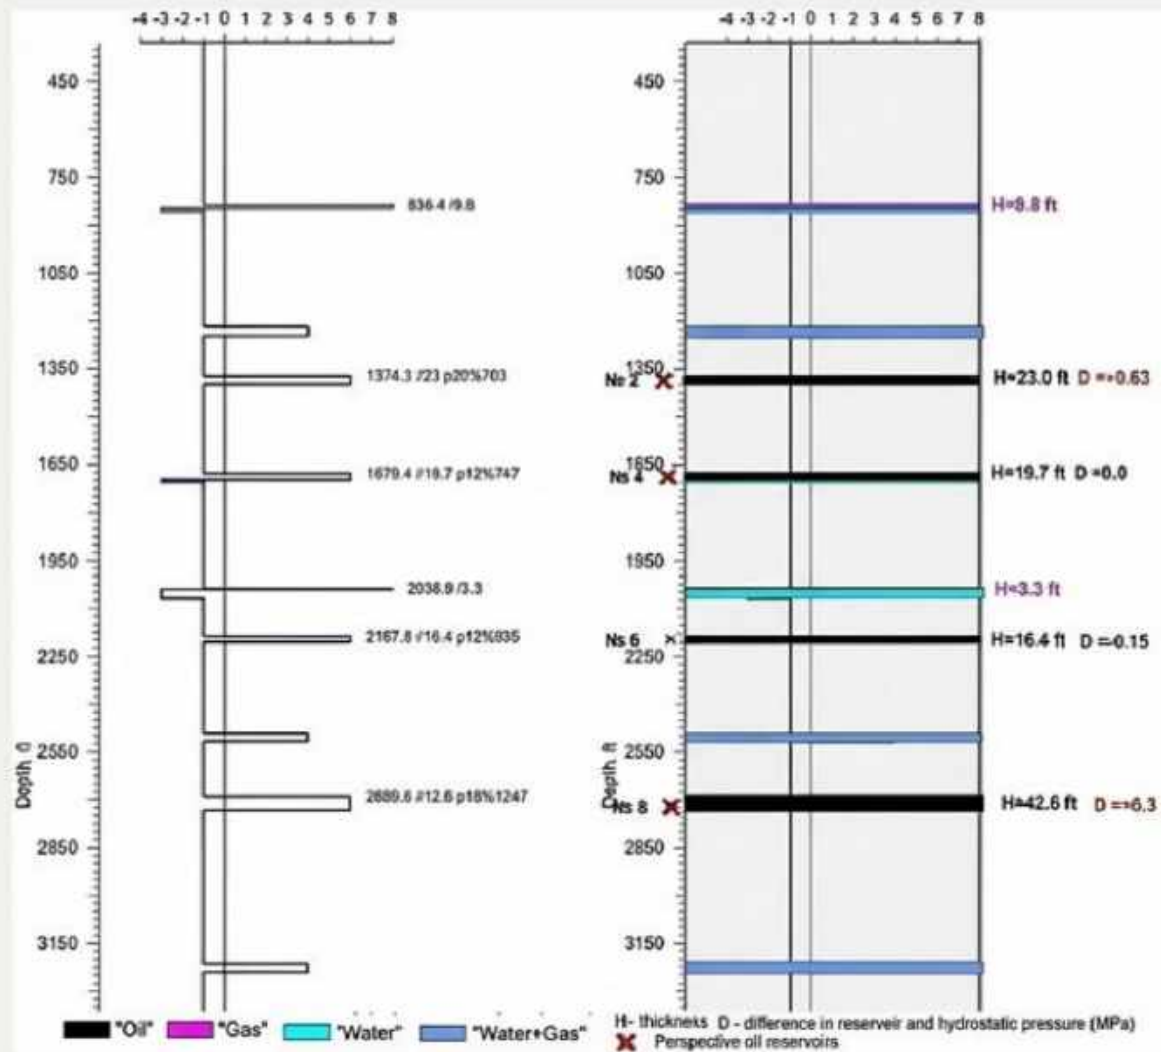 -4 -3 -2 -1 0 1 2 3 4 5 6 7 8
450
750
836.4 /9.8
1050
1350
1374.3 //23 p20%703
1650
1679.4 //19.7 p12%747
1950
2038.9 /3.3
2167.8 //16.4 p12%935
2250
2550
2689.6 //12.6 p18%1247
2850
3150
Depth, ft
-4 -3 -2 -1 0 1 2 3 4 5 6 7 8
450
750
H=9.8 ft
1050
1350
Ns 2
H=23.0 ft D =+0.63
1650
Ns 4
H=19.7 ft D =0.0
1950
H=3.3 ft
Ns 6
H=16.4 ft D =-0.15
2250
2550
Ns 8
H=42.6 ft D =+6.3
2850
3150
Depth, ft
"Oil" "Gas" "Water" "Water+Gas"
H- thickness D - difference in reservoir and hydrostatic pressure (MPa)
Perspective oil reservoirs